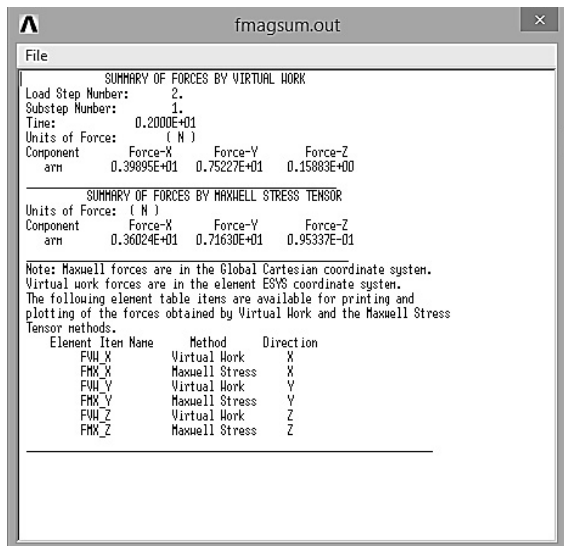 fmagsum.out
File
SUMMARY OF FORCES BY VIRTUAL WORK
Load Step Number: 2.
Substep Number: 1.
Time: 0.2000E+01
Units of Force: ( N )
Component Force-X Force-Y Force-Z
arm 0.39895E+01 0.75227E+01 0.15883E+00
SUMMARY OF FORCES BY MAXWELL STRESS TENSOR
Units of Force: ( N )
Component Force-X Force-Y Force-Z
arm 0.36024E+01 0.71630E+01 0.95337E-01
Note: Maxwell forces are in the Global Cartesian coordinate system.
Virtual work forces are in the element ESYS coordinate system.
The following element table items are available for printing and
plotting of the forces obtained by Virtual Work and the Maxwell Stress
Tensor methods.
Element Item Name Method Direction
FVW_X Virtual Work X
FMX_X Maxwell Stress X
FVW_Y Virtual Work Y
FMX_Y Maxwell Stress Y
FVW_Z Virtual Work Z
FMX_Z Maxwell Stress Z